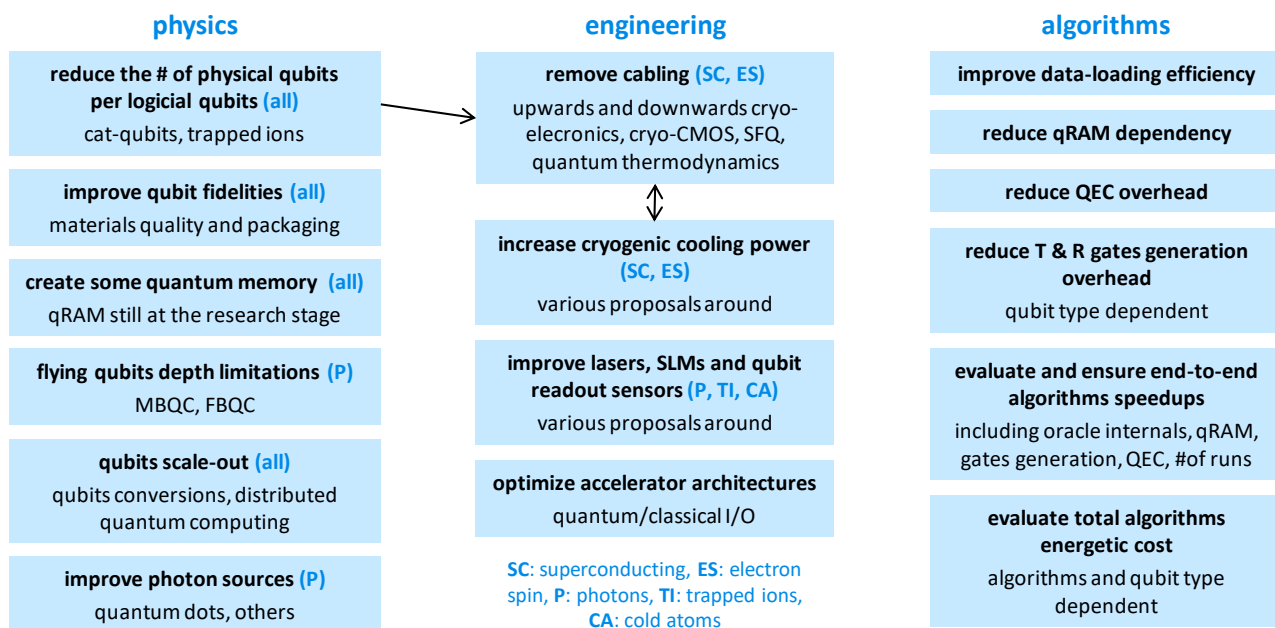 physics
reduce the # of physical qubits
per logicial qubits (all)
cat-qubits, trapped ions
improve qubit fidelities (all)
materials quality and packaging
create some quantum memory (all)
qRAM still at the research stage
flying qubits depth limitations (P)
MBQC, FBQC
qubits scale-out (all)
qubits conversions, distributed
quantum computing
improve photon sources (P)
quantum dots, others
engineering
remove cabling (SC, ES)
upwards and downwards cryo-
elecronics, cryo-CMOS, SFQ,
quantum thermodynamics
increase cryogenic cooling power
(SC, ES)
various proposals around
improve lasers, SLMs and qubit
readout sensors (P, TI, CA)
various proposals around
optimize accelerator architectures
quantum/classical I/O
SC: superconducting, ES: electron
spin, P: photons, TI: trapped ions,
CA: cold atoms
algorithms
improve data-loading efficiency
reduce qRAM dependency
reduce QEC overhead
reduce T & R gates generation
overhead
qubit type dependent
evaluate and ensure end-to-end
algorithms speedups
including oracle internals, qRAM,
gates generation, QEC, #of runs
evaluate total algorithms
energetic cost
algorithms and qubit type
dependent